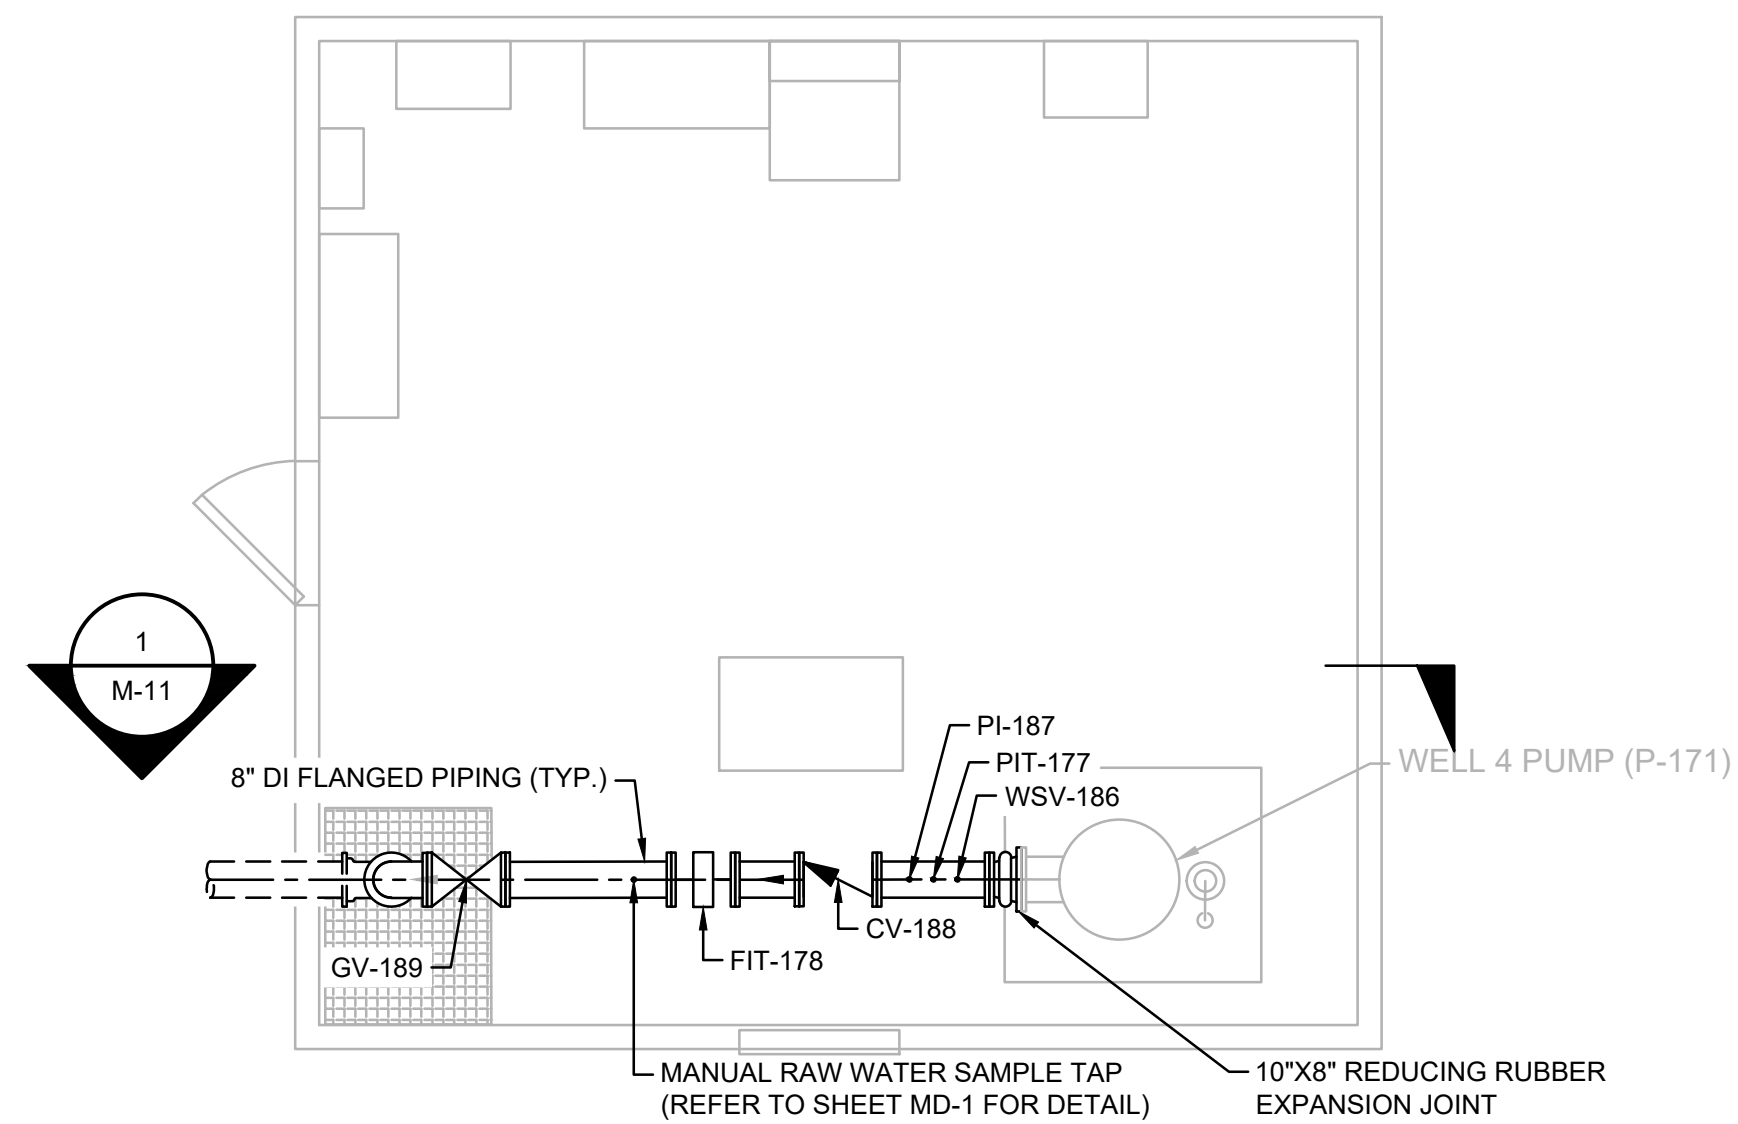 1
M-11
PI-187
8" DI FLANGED PIPING (TYP.)
PIT-177
WELL 4 PUMP (P-171)
WSV-186
CV-188
FIT-178
GV-189
MANUAL RAW WATER SAMPLE TAP
(REFER TO SHEET MD-1 FOR DETAIL)
10"X8" REDUCING RUBBER
EXPANSION JOINT